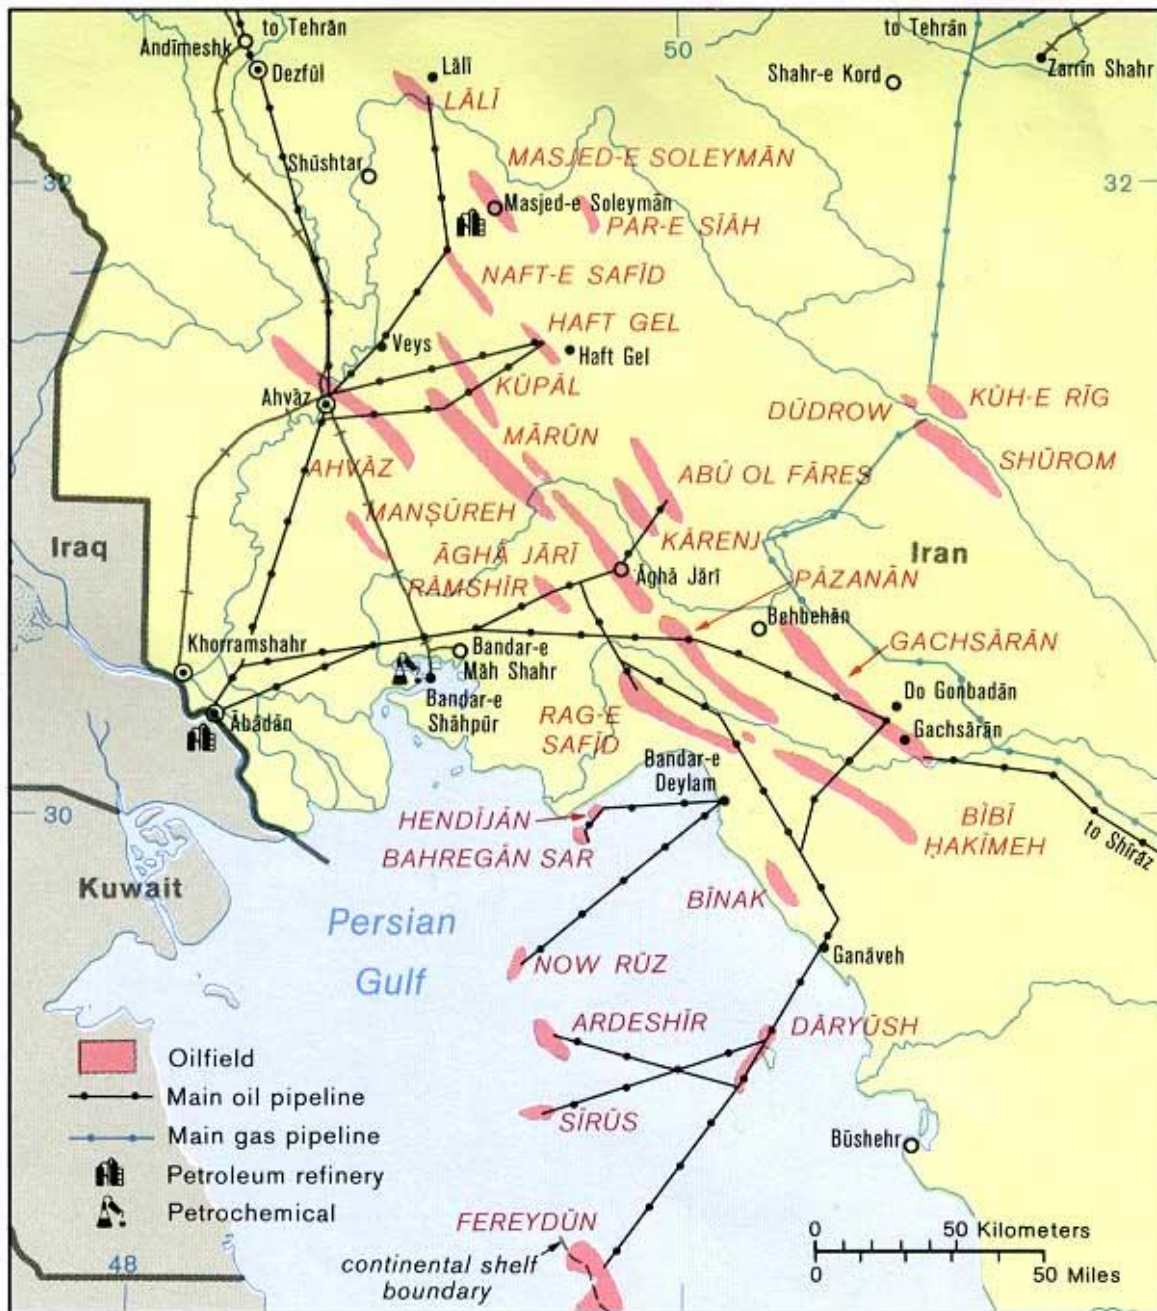 to Tehrān
50
to Tehrān
Andīmeshk
Dezfūl
Lālī
Shahr-e Kord
Zarrīn Shahr
LĀLĪ
MASJED-E SOLEYMĀN
Shūshtar
32
32
Masjed-e Soleymān
PAR-E SĪĀH
NAFT-E SAFĪD
HAFT GEL
Veys
Haft Gel
KŪPĀL
Ahvāz
DŪDROW
KŪH-E RĪG
MĀRŪN
SHŪROM
AHVĀZ
ABŪ OL FĀRES
MANṢŪREH
Iraq
KĀRENJ
Iran
ĀGHĀ JĀRĪ
Āghā Jārī
PĀZANĀN
RĀMSHĪR
Behbehān
Khorramshahr
GACHSĀRĀN
Bandar-e
Māh Shahr
Do Gonbadān
Bandar-e
Shāhpūr
Ābādān
RAG-E
SAFĪD
Gachsārān
Bandar-e
Deylam
30
HENDĪJĀN
BĪBĪ
ḤAKĪMEH
to Shīrāz
BAHREGĀN SAR
Kuwait
BĪNAK
Persian
Gulf
Ganāveh
NOW RŪZ
ARDESHĪR
DĀRYŪSH
Oilfield
Main oil pipeline
SĪRŪS
Main gas pipeline
Būshehr
Petroleum refinery
Petrochemical
FEREYDŪN
0 50 Kilometers
continental shelf
boundary
48
0 50 Miles